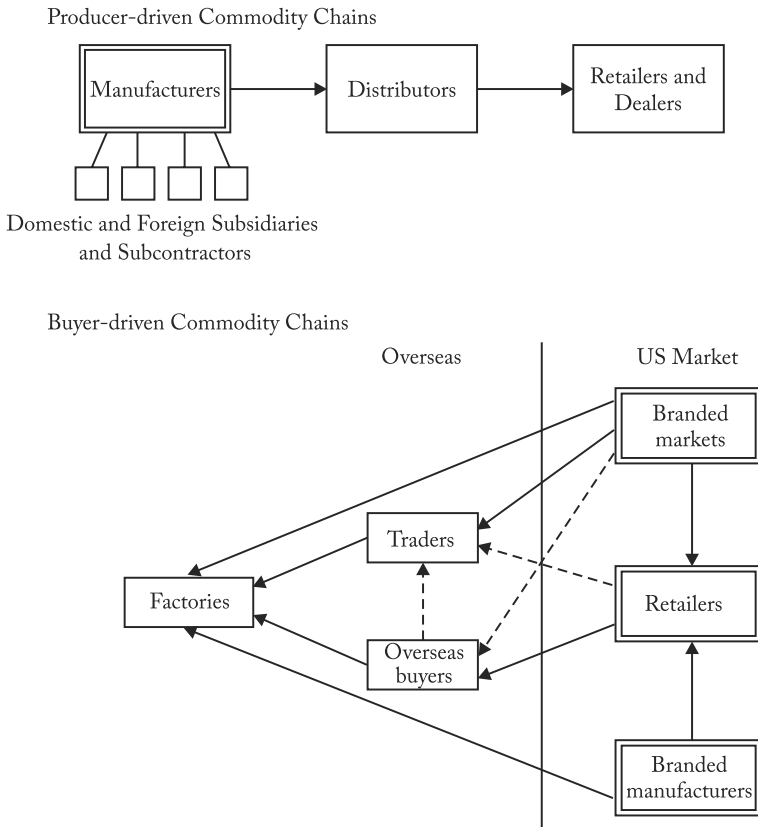 Producer-driven Commodity Chains
Manufacturers
Distributors
Retailers and
Dealers
Domestic and Foreign Subsidiaries
and Subcontractors
Buyer-driven Commodity Chains
Overseas
US Market
Branded
markets
Traders
Factories
Retailers
Overseas
buyers
Branded
manufacturers